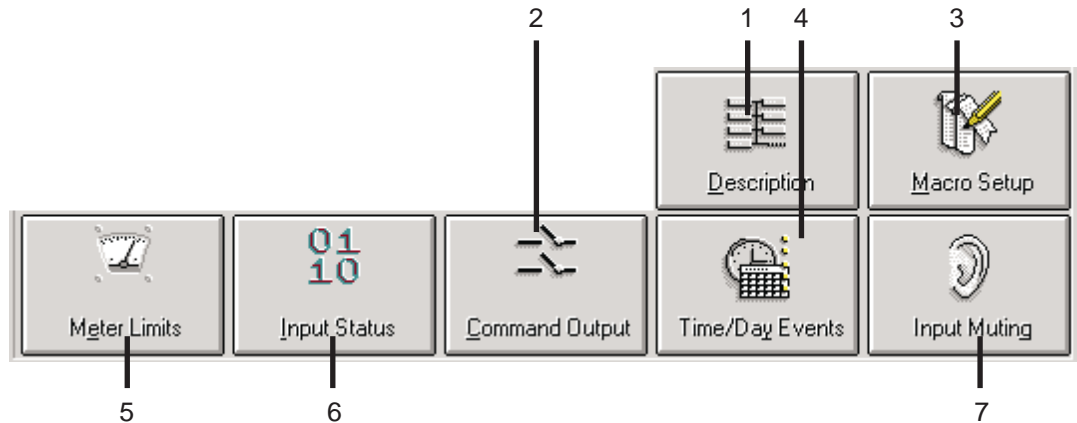 2 1 4 3
Description Macro Setup
01
10
Meter Limits Input Status Command Output Time/Day Events Input Muting
5 6 7